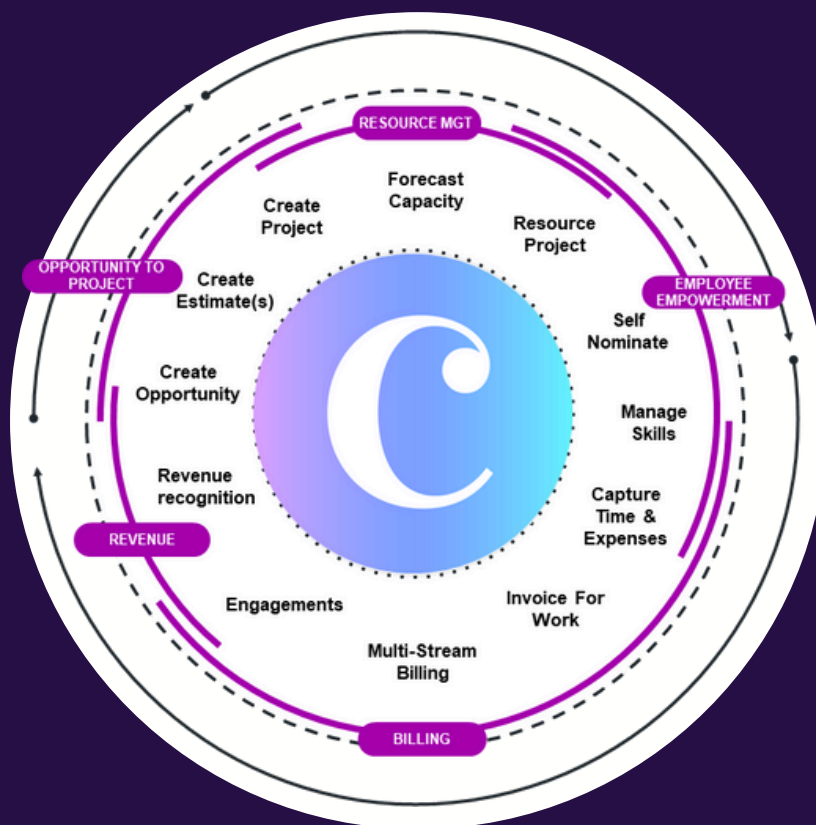 RESOURCE MGT
Forecast
Capacity
Create
Project
Resource
Project
OPPORTUNITY TO
PROJECT
Create
Estimate(s)
EMPLOYEE
EMPOWERMENT
Self
Nominate
Create
Opportunity
C
Manage
Skills
Revenue
recognition
Capture
Time &
Expenses
REVENUE
Engagements
Invoice For
Work
Multi-Stream
Billing
BILLING